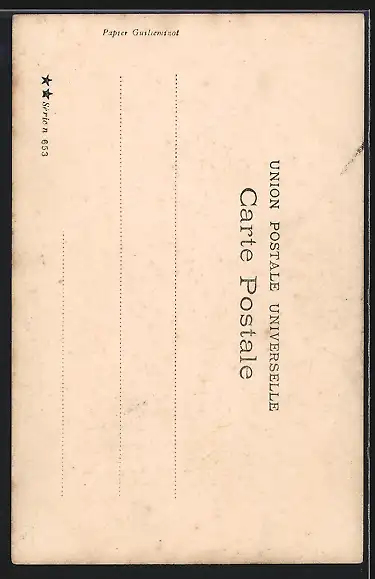 UNION POSTALE UNIVERSELLE
Carte Postale
★★ Série n 653
Papier Guilleminot